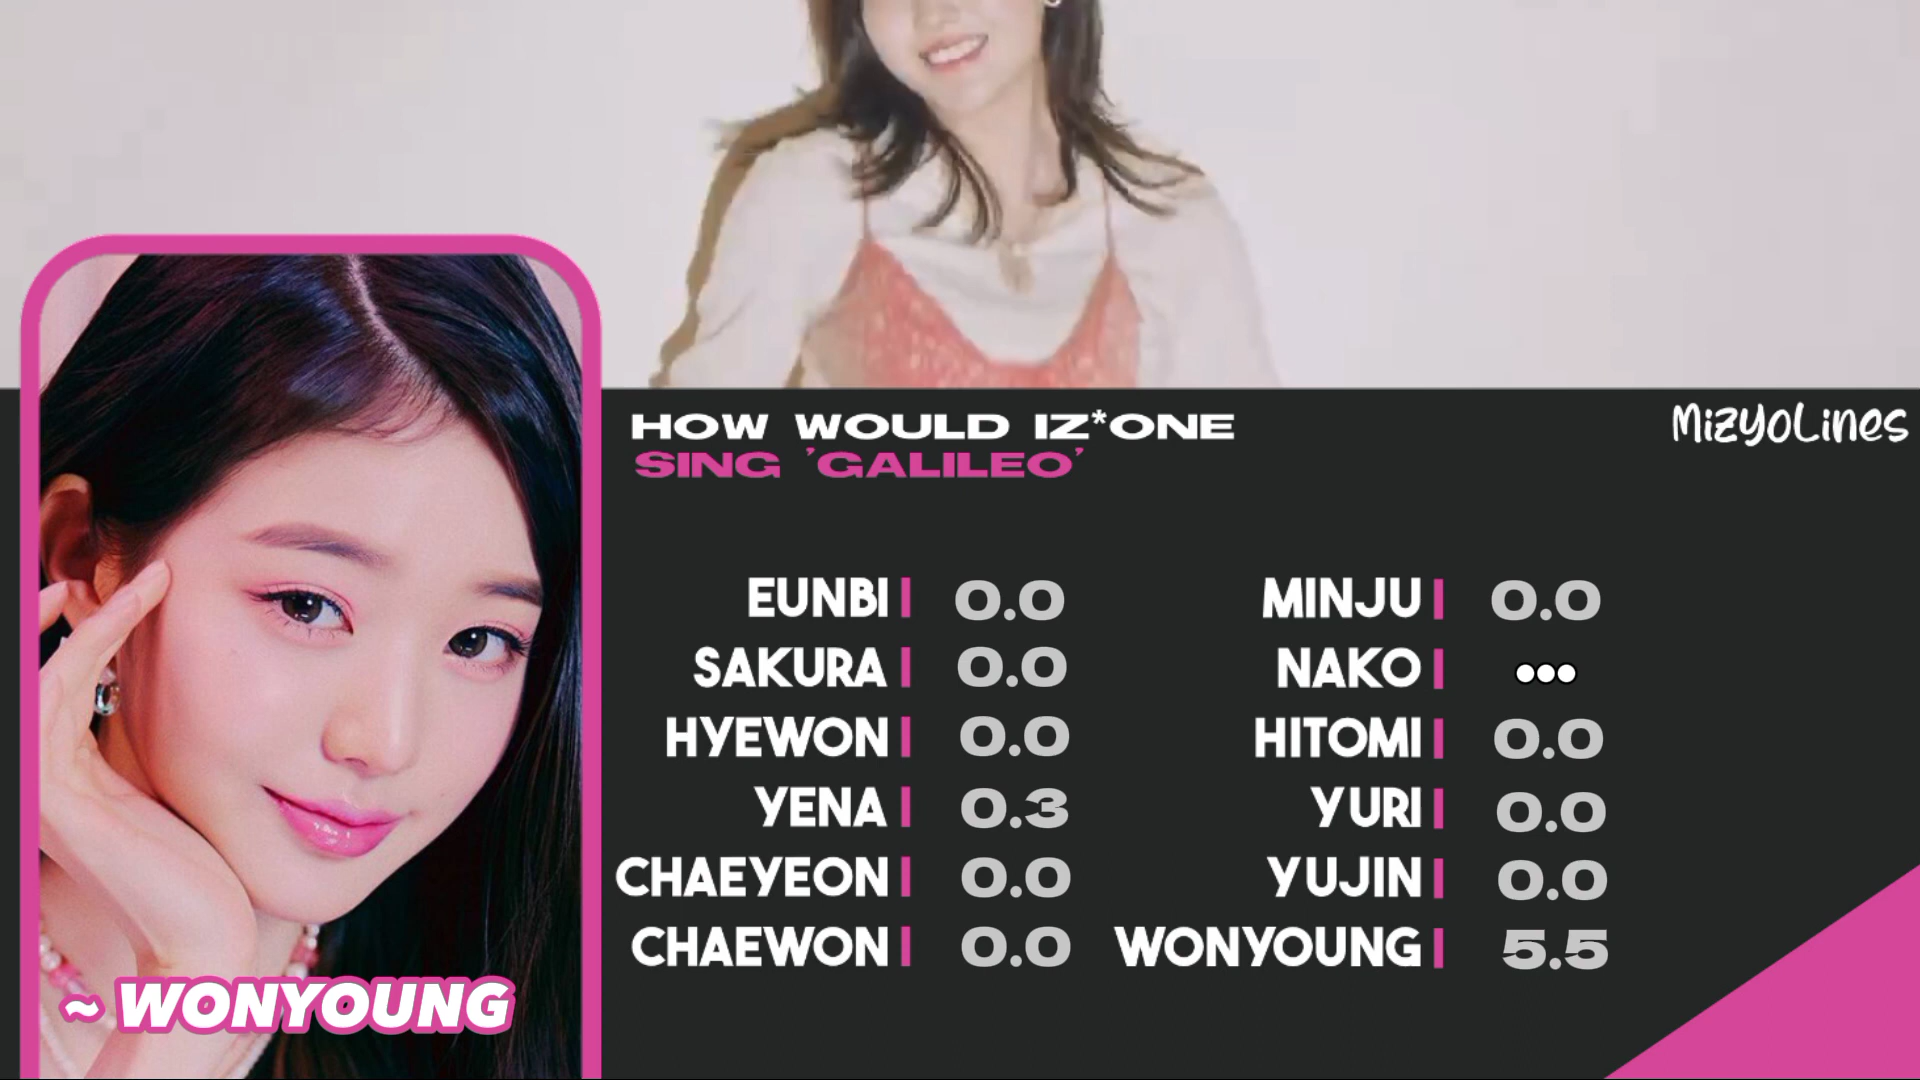 HOW WOULD IZ*ONE
SING 'GALILEO'
MizyoLines
EUNBI | 0.0
SAKURA | 0.0
HYEWON | 0.0
YENA | 0.3
CHAEYEON | 0.0
CHAEWON | 0.0
MINJU | 0.0
NAKO | •••
HITOMI | 0.0
YURI | 0.0
YUJIN | 0.0
WONYOUNG | 5.5
~ WONYOUNG